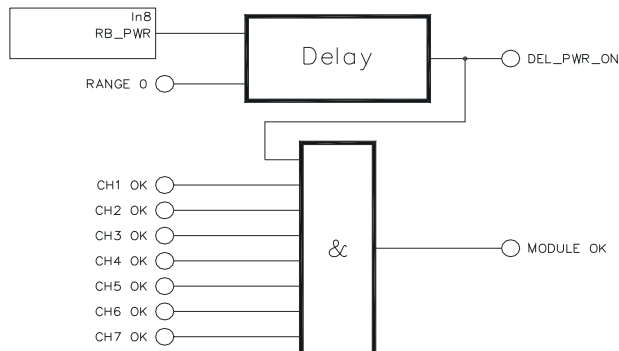 In8
RB_PWR
Delay
DEL_PWR_ON
RANGE 0
CH1 OK
CH2 OK
CH3 OK
CH4 OK
CH5 OK
CH6 OK
CH7 OK
&
MODULE OK